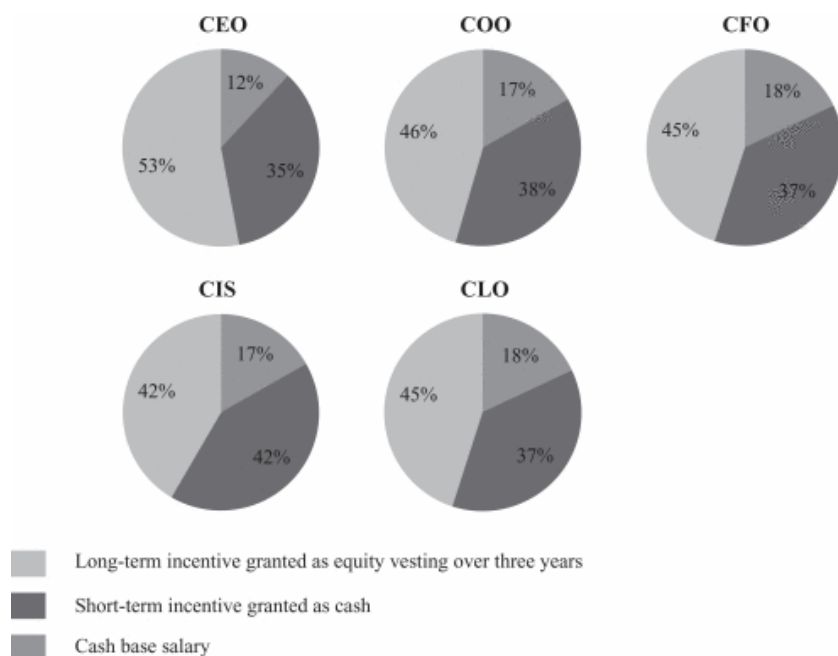 CEO
COO
CFO
12%
53%
35%
17%
46%
38%
18%
45%
37%
CIS
CLO
17%
42%
42%
18%
45%
37%
Long-term incentive granted as equity vesting over three years
Short-term incentive granted as cash
Cash base salary